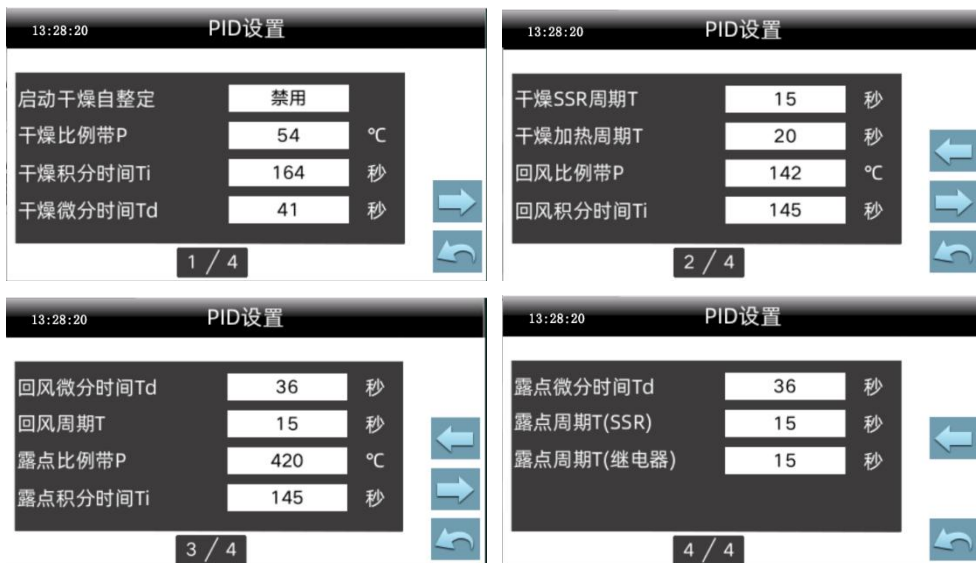 13:28:20 PID设置
启动干燥自整定 禁用
干燥比例带P 54 ℃
干燥积分时间Ti 164 秒
干燥微分时间Td 41 秒
1 / 4
13:28:20 PID设置
干燥SSR周期T 15 秒
干燥加热周期T 20 秒
回风比例带P 142 ℃
回风积分时间Ti 145 秒
2 / 4
13:28:20 PID设置
回风微分时间Td 36 秒
回风周期T 15 秒
露点比例带P 420 ℃
露点积分时间Ti 145 秒
3 / 4
13:28:20 PID设置
露点微分时间Td 36 秒
露点周期T(SSR) 15 秒
露点周期T(继电器) 15 秒
4 / 4